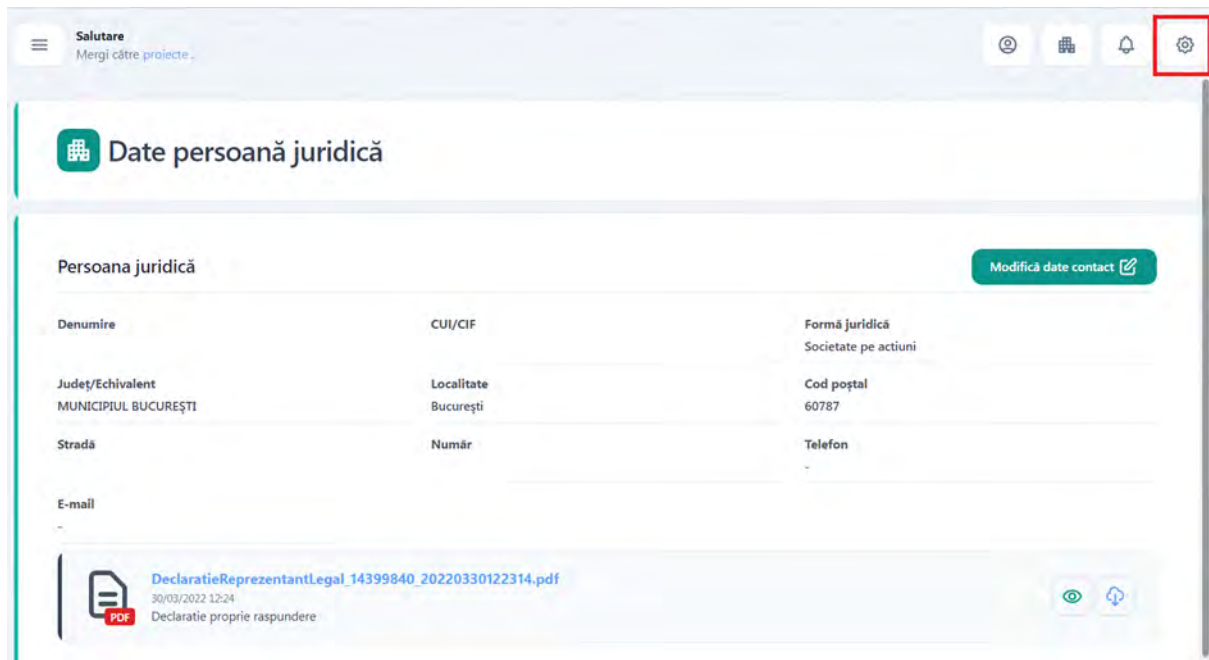 Salutare
Mergi către proiecte .
Date persoană juridică
Persoana juridică
Modifică date contact
Denumire
CUI/CIF
Formă juridică
Societate pe actiuni
Județ/Echivalent
Localitate
Cod poștal
MUNICIPIUL BUCUREȘTI
București
60787
Stradă
Număr
Telefon
-
E-mail
-
DeclaratieReprezentantLegal_14399840_20220330122314.pdf
30/03/2022 12:24
PDF
Declaratie proprie raspundere